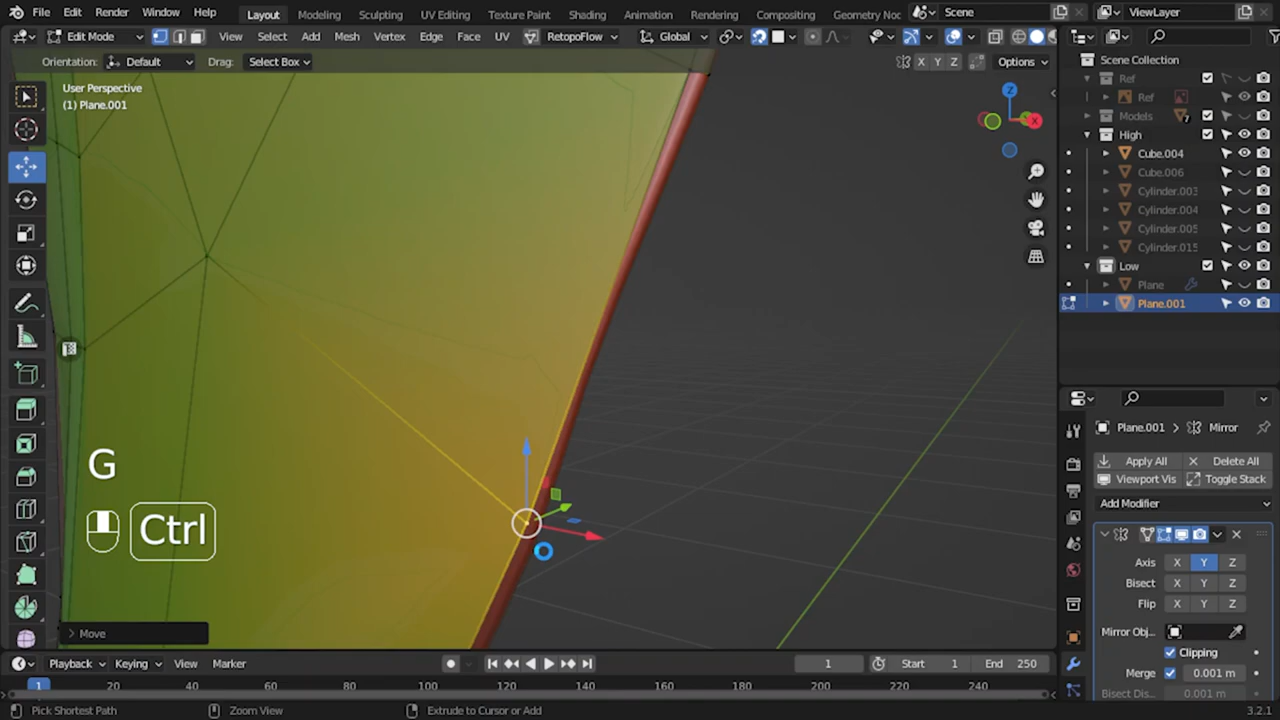 File Edit Render Window Help Layout Modeling Sculpting UV Editing Texture Paint Shading Animation Rendering Compositing Geometry Noc Scene ViewLayer
Edit Mode View Select Add Mesh Vertex Edge Face UV RetopoFlow Global
Orientation: Default Drag: Select Box X Y Z Options
User Perspective
(1) Plane.001
Z
X
Scene Collection
Ref
Ref
Models
High
Cube.004
Cube.006
Cylinder.003
Cylinder.004
Cylinder.005
Cylinder.015
Low
Plane
Plane.001
Plane.001 Mirror
Apply All Delete All
Viewport Vis Toggle Stack
Add Modifier
Axis X Y Z
Bisect X Y Z
Flip X Y Z
Mirror Obj..
Clipping
Merge 0.001 m
Bisect Dis... 0.001 m
G
Ctrl
Move
Playback Keying View Marker 1 Start 1 End 250
1 20 40 60 80 100 120 140 160 180 200 220 240
Pick Shortest Path Zoom View Extrude to Cursor or Add 3.2.1